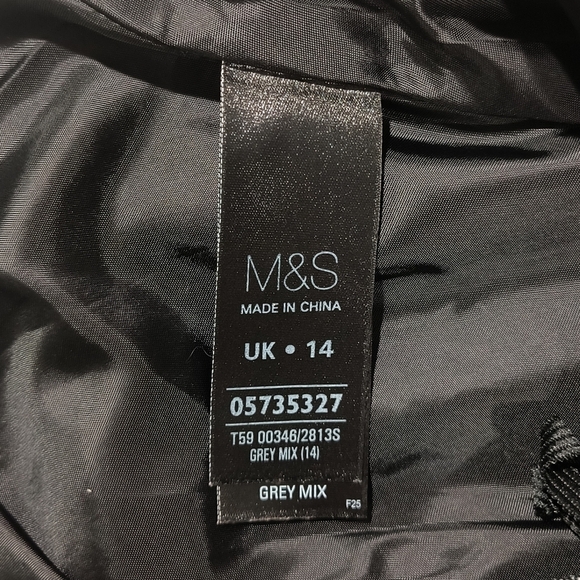 M&S
MADE IN CHINA
UK • 14
05735327
T59 00346/2813S
GREY MIX (14)
GREY MIX
F25